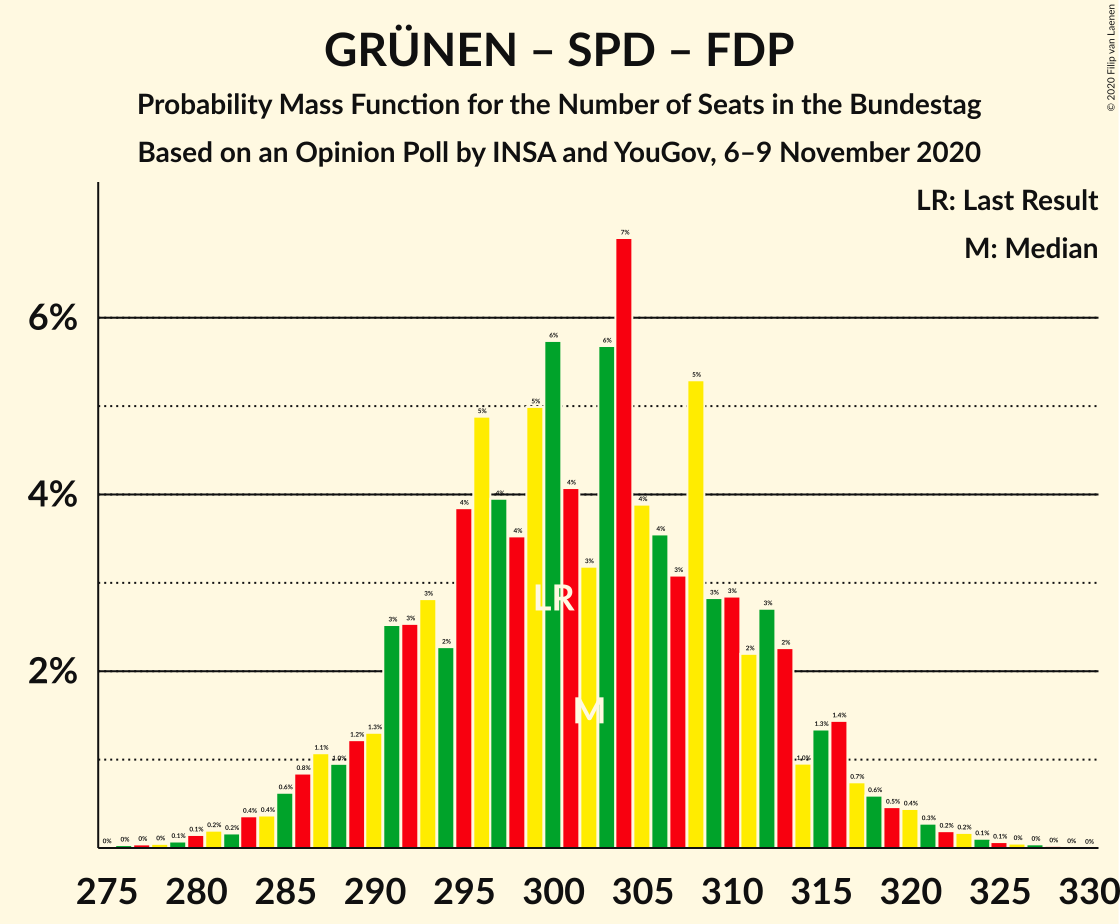 GRÜNEN – SPD – FDP
Probability Mass Function for the Number of Seats in the Bundestag
Based on an Opinion Poll by INSA and YouGov, 6–9 November 2020
© 2020 Filip van Laenen
LR: Last Result
M: Median
6%
4%
2%
0% 0% 0% 0% 0.1% 0.1% 0.2% 0.2% 0.4% 0.4% 0.6% 0.8% 1.1% 1.0% 1.2% 1.3% 3% 3% 3% 2% 4% 5% 4% 4% 5% 6% 4% 3% 6% 7% 4% 4% 3% 5% 3% 3% 2% 3% 2% 1.0% 1.3% 1.4% 0.7% 0.6% 0.5% 0.4% 0.3% 0.2% 0.2% 0.1% 0.1% 0% 0% 0% 0% 0%
LR
M
275 280 285 290 295 300 305 310 315 320 325 330